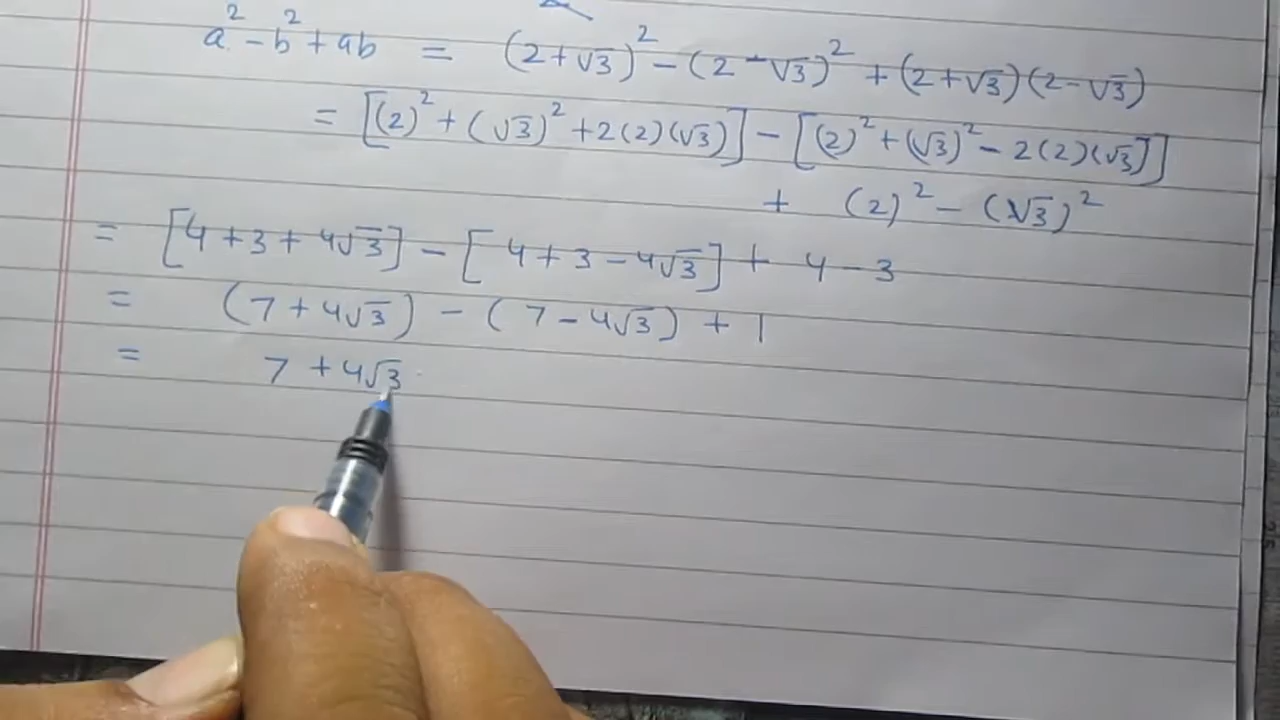 a² - b² + ab = (2+√3)² - (2-√3)² + (2+√3)(2-√3)
= [(2)² + (√3)² + 2(2)(√3)] - [(2)² + (√3)² - 2(2)(√3)]
+ (2)² - (√3)²
= [4 + 3 + 4√3] - [4 + 3 - 4√3] + 4 - 3
= (7 + 4√3) - (7 - 4√3) + 1
= 7 + 4√3